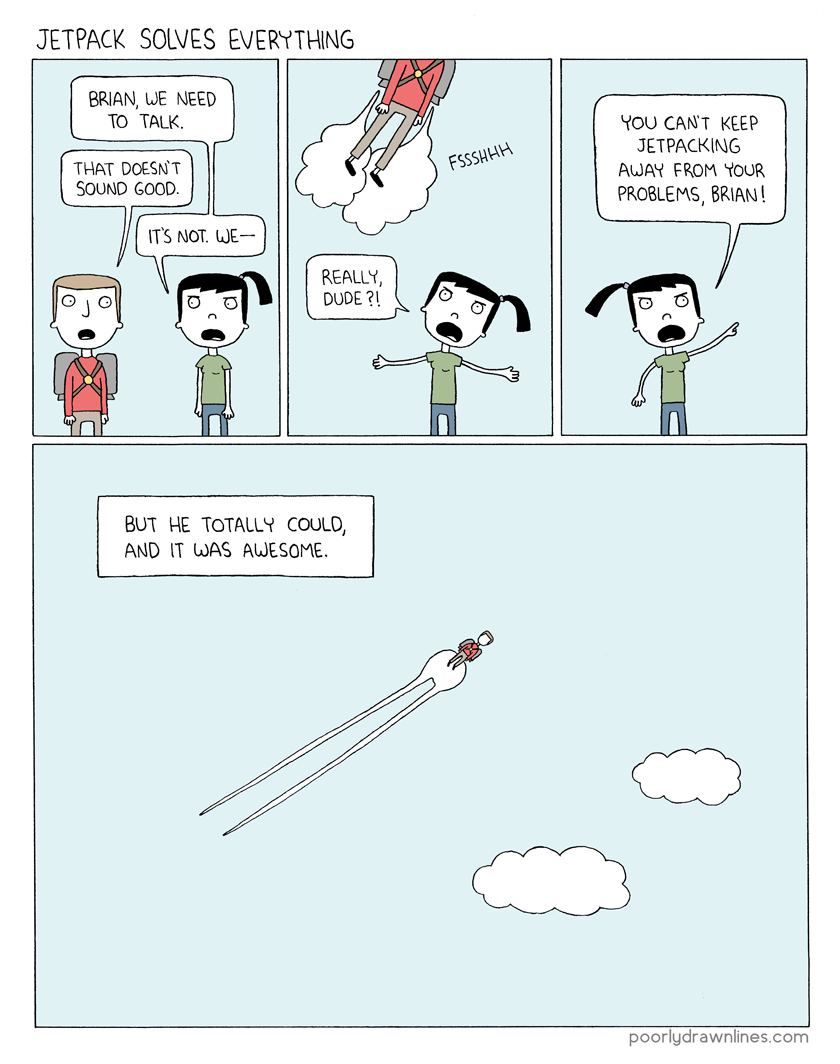 JETPACK SOLVES EVERYTHING
BRIAN, WE NEED
TO TALK.
THAT DOESN'T
SOUND GOOD.
IT'S NOT. WE—
FSSSHHH
REALLY,
DUDE?!
YOU CAN'T KEEP
JETPACKING
AWAY FROM YOUR
PROBLEMS, BRIAN!
BUT HE TOTALLY COULD,
AND IT WAS AWESOME.
poorlydrawnlines.com